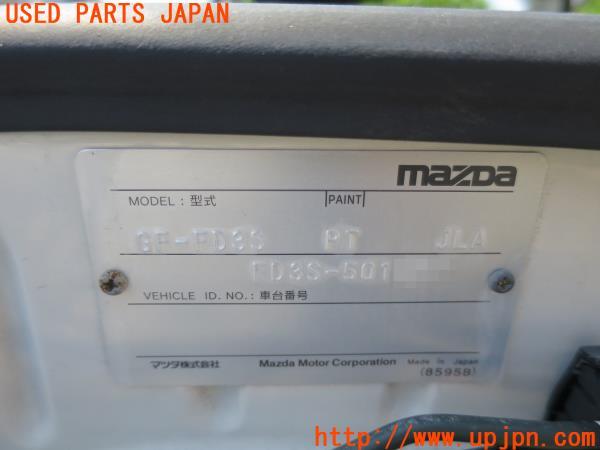 USED PARTS JAPAN
mazda
MODEL : 型式 PAINT
GF-FD3S PT JLA
FD3S-501
VEHICLE ID. NO. : 車台番号
マツダ株式会社 Mazda Motor Corporation Made in Japan
(85958)
http://www.upjpn.com/